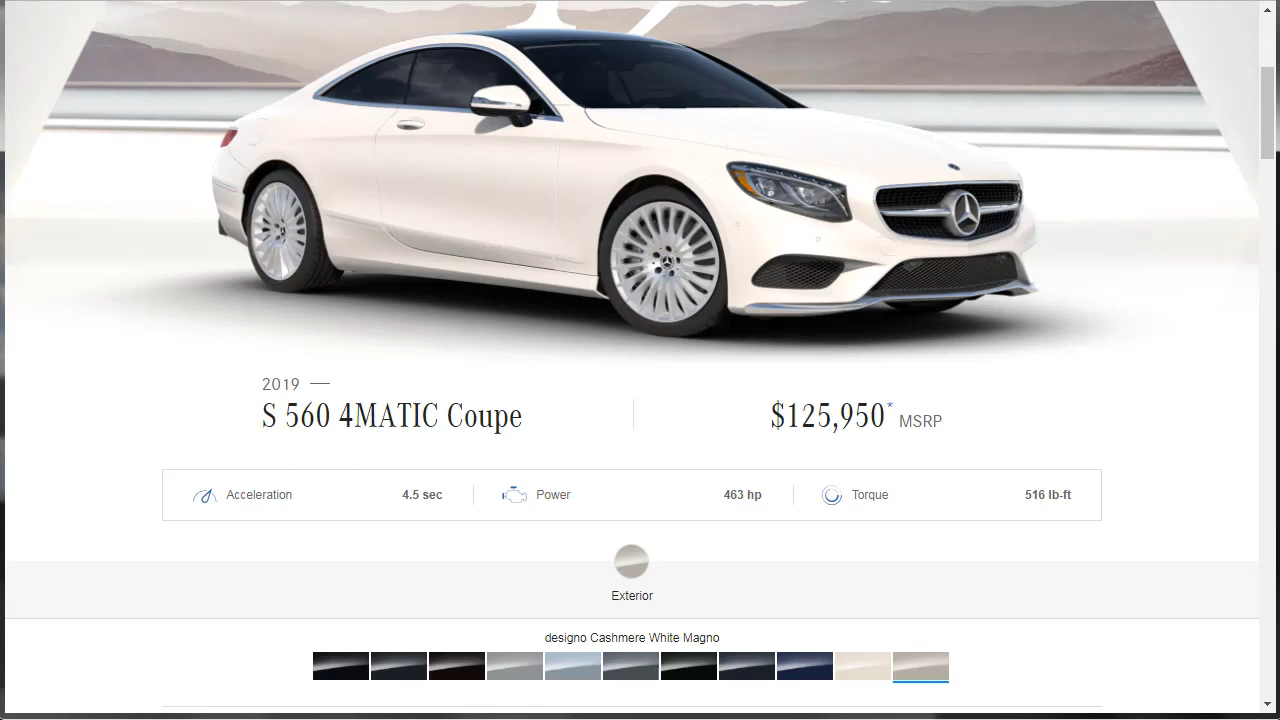 2019
S 560 4MATIC Coupe
$125,950* MSRP
Acceleration 4.5 sec Power 463 hp Torque 516 lb-ft
Exterior
designo Cashmere White Magno